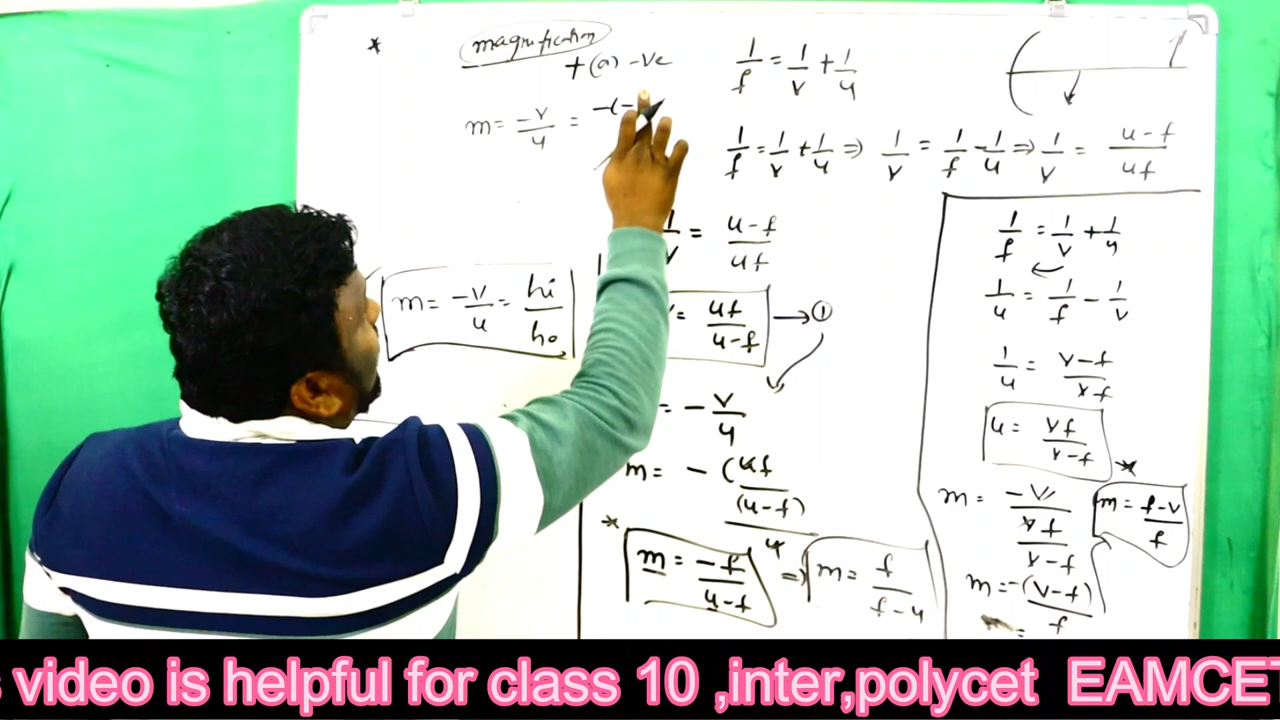 * magnification
+ (or) -ve
m = -v/u = -(-
1/f = 1/v + 1/u
1/f = 1/v + 1/u ⇒ 1/v = 1/f - 1/u ⇒ 1/v = u-f/uf
1/v = u-f/uf
m = -v/u = hi/ho
= uf/u-f → ①
= -v/u
m = -(uf/(u-f)/u
* m = -f/u-f ⇒ m = f/f-u
1/f = 1/v + 1/u
1/u = 1/f - 1/v
1/u = v-f/vf
u = vf/v-f
*
m = -v/vf/v-f
m = f-v/f
m = -(v-f)/f
=
video is helpful for class 10 ,inter,polycet EAMCET